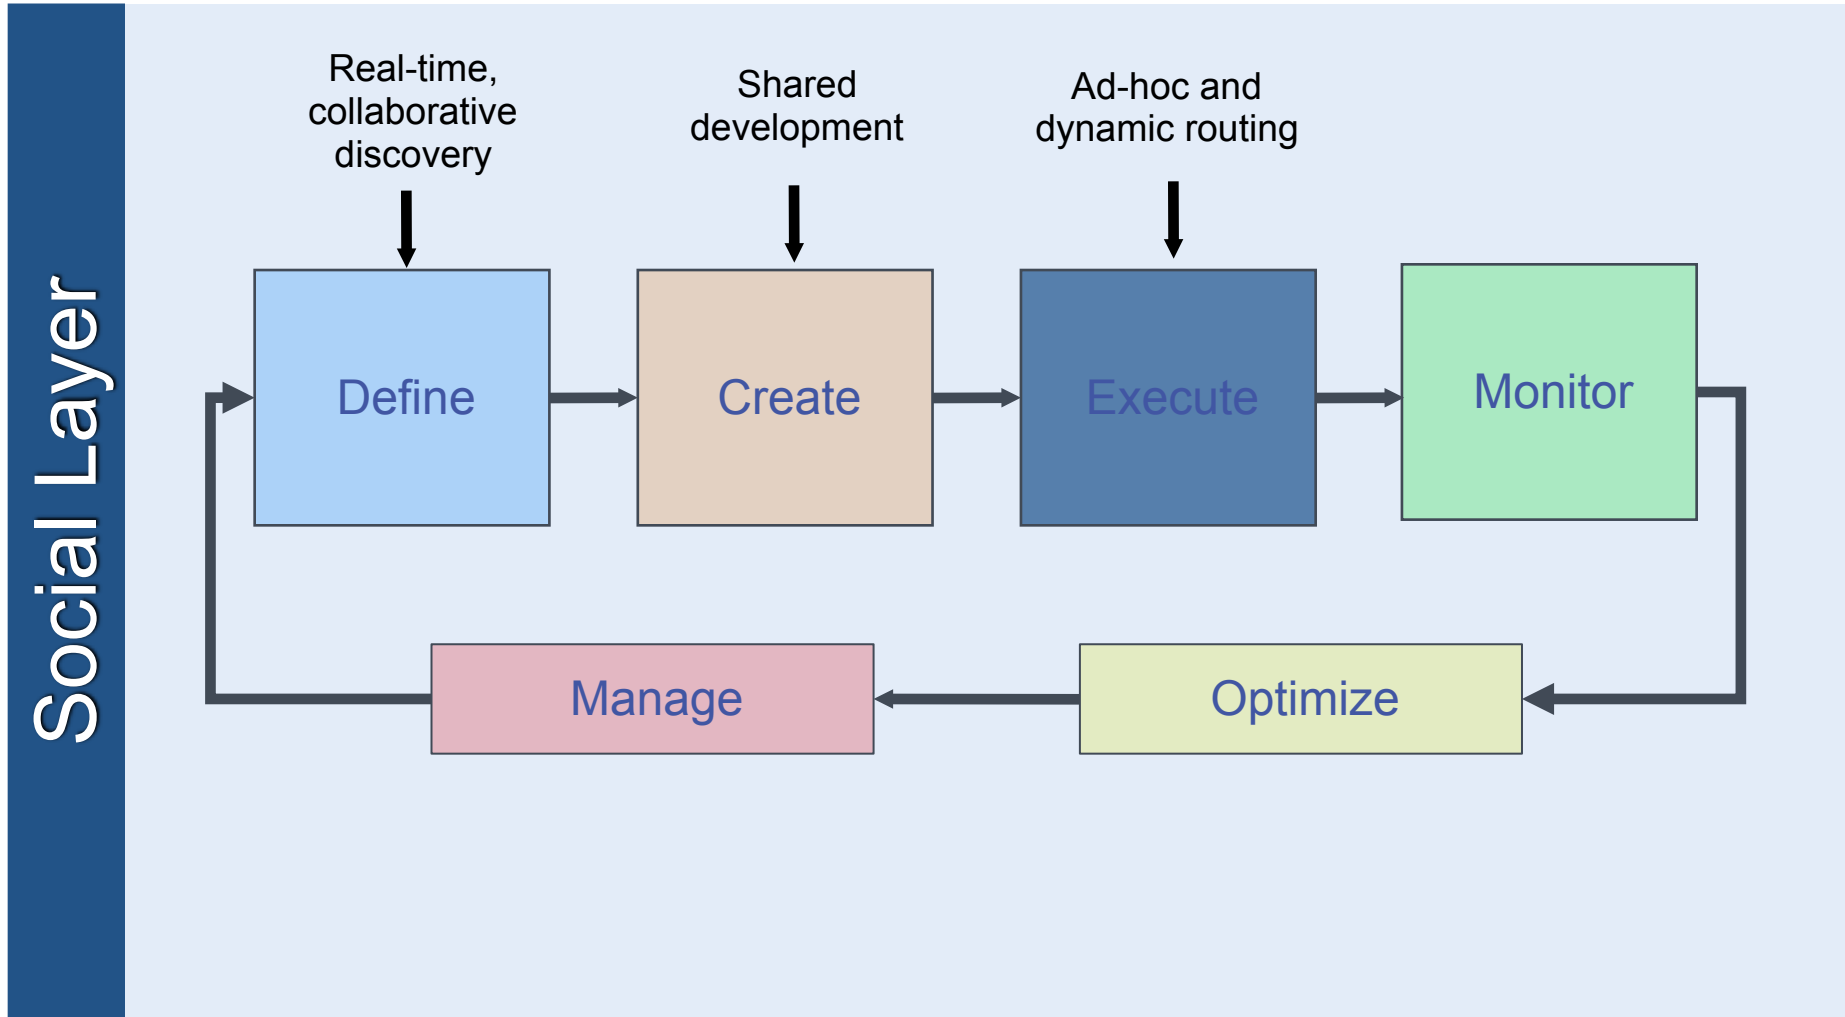 Social Layer
Real-time,
collaborative
discovery
Shared
development
Ad-hoc and
dynamic routing
Define
Create
Execute
Monitor
Manage
Optimize